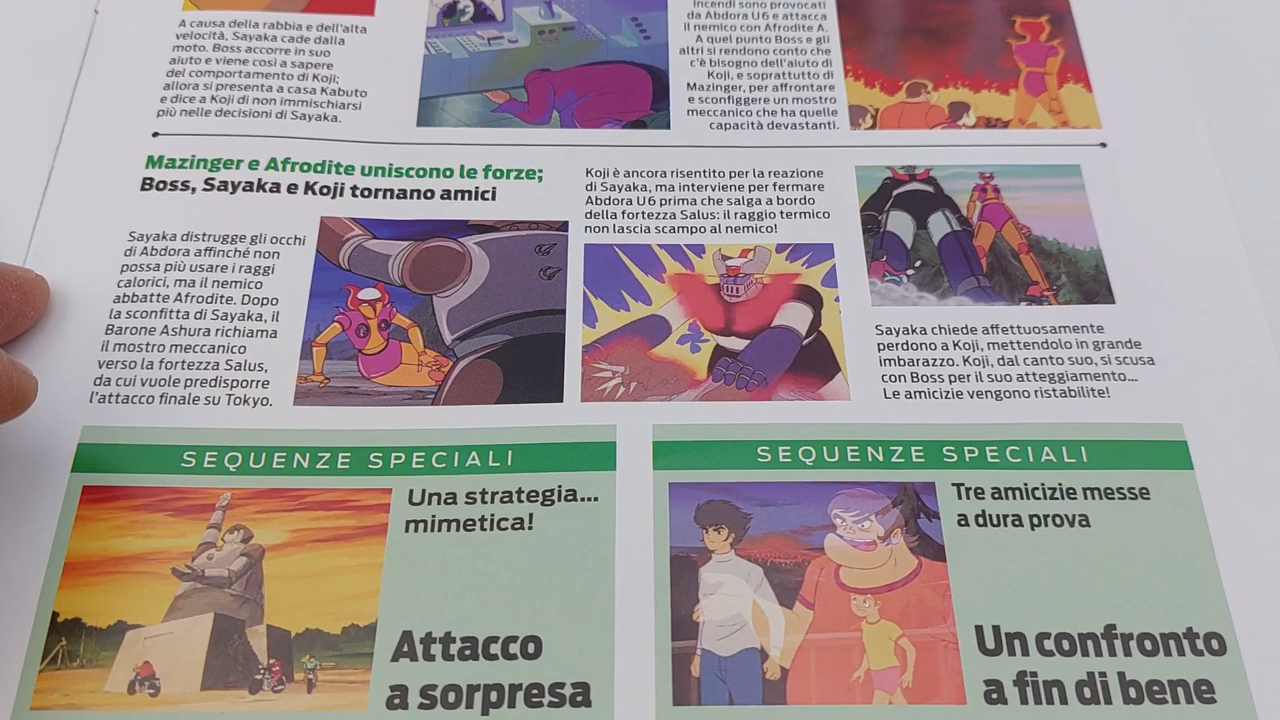 A causa della rabbia e dell'alta
velocità, Sayaka cade dalla
moto. Boss accorre in suo
aiuto e viene così a sapere
del comportamento di Koji;
allora si presenta a casa Kabuto
e dice a Koji di non immischiarsi
più nelle decisioni di Sayaka.
incendi sono provocati
da Abdora U6 e attacca
il nemico con Afrodite A.
A quel punto Boss e gli
altri si rendono conto che
c'è bisogno dell'aiuto di
Koji, e soprattutto di
Mazinger, per affrontare
e sconfiggere un mostro
meccanico che ha quelle
capacità devastanti.
Mazinger e Afrodite uniscono le forze;
Boss, Sayaka e Koji tornano amici
Sayaka distrugge gli occhi
di Abdora affinché non
possa più usare i raggi
calorici, ma il nemico
abbatte Afrodite. Dopo
la sconfitta di Sayaka, il
Barone Ashura richiama
il mostro meccanico
verso la fortezza Salus,
da cui vuole predisporre
l'attacco finale su Tokyo.
Koji è ancora risentito per la reazione
di Sayaka, ma interviene per fermare
Abdora U6 prima che salga a bordo
della fortezza Salus: il raggio termico
non lascia scampo al nemico!
Sayaka chiede affettuosamente
perdono a Koji, mettendolo in grande
imbarazzo. Koji, dal canto suo, si scusa
con Boss per il suo atteggiamento...
Le amicizie vengono ristabilite!
SEQUENZE SPECIALI
Una strategia...
mimetica!
Attacco
a sorpresa
SEQUENZE SPECIALI
Tre amicizie messe
a dura prova
Un confronto
a fin di bene